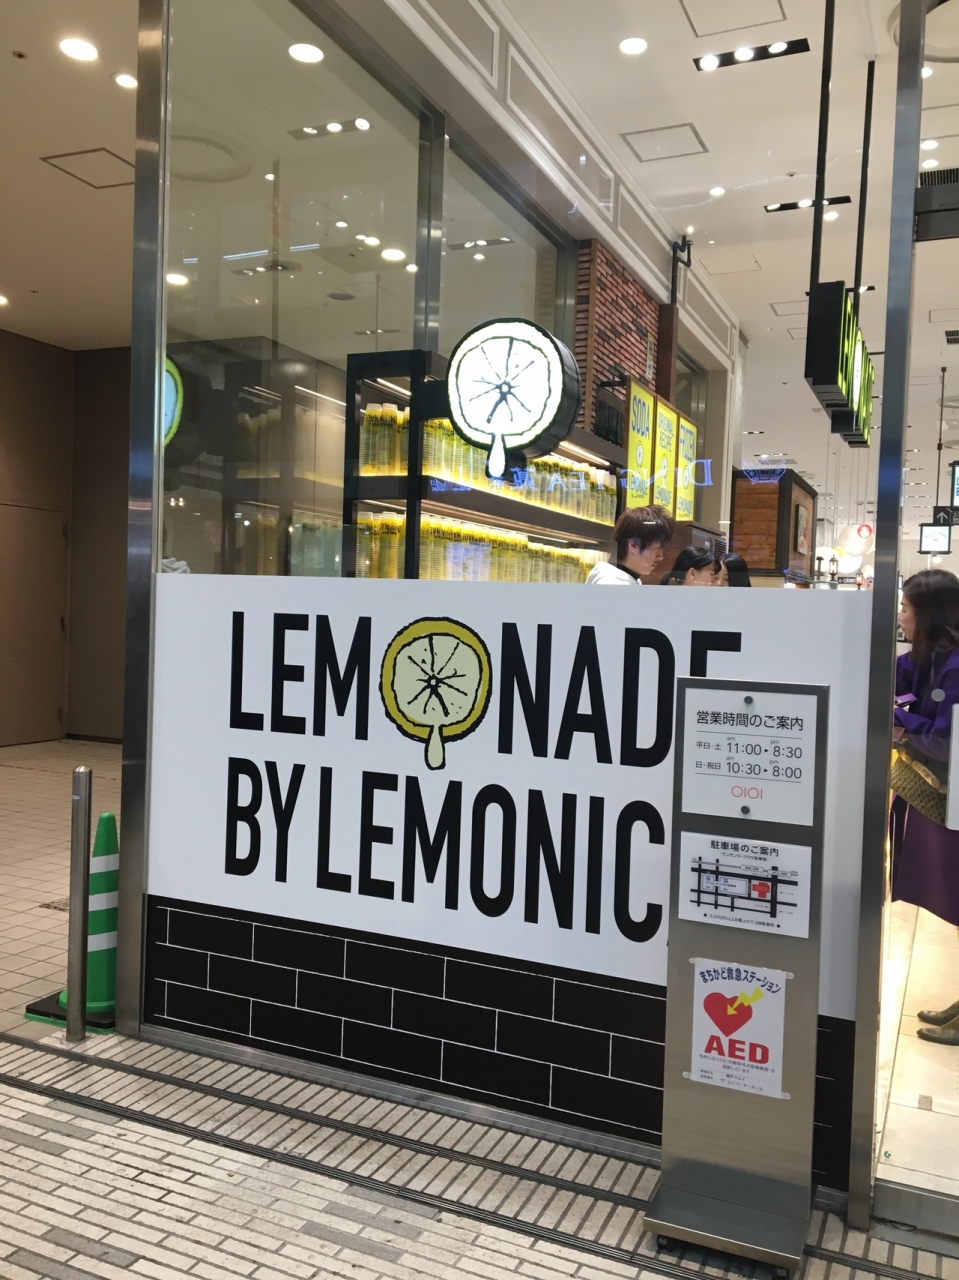 SODA
LEMONADE
BY LEMONIC
営業時間のご案内
am pm
平日・土 11:00 ▸ 8:30
am pm
日・祝日 10:30 ▸ 8:00
OIOI
駐車場のご案内
まちかど救急ステーション
AED